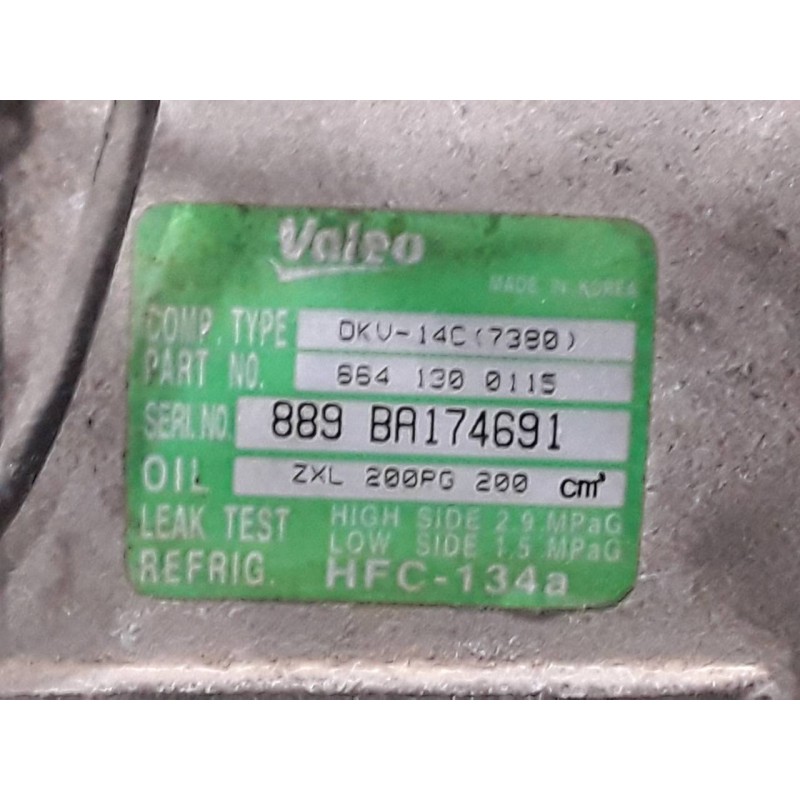 Valeo
MADE IN KOREA
COMP. TYPE DKV-14C(7380)
PART NO. 664 130 0115
SERI.NO. 889 BA174691
OIL ZXL 200PG 200 cm³
LEAK TEST HIGH SIDE 2.9 MPaG
LOW SIDE 1.5 MPaG
REFRIG. HFC-134a